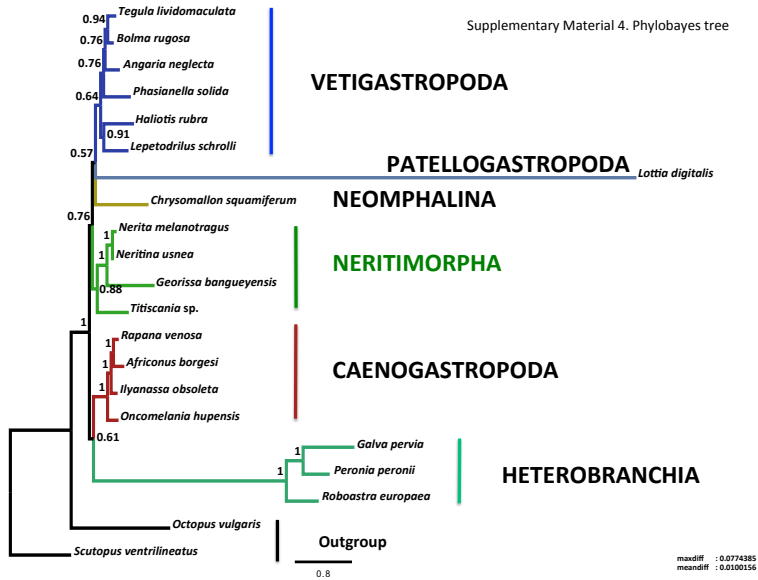 Supplementary Material 4. Phylobayes tree
Tegula lividomaculata
0.94
Bolma rugosa
0.76
Angaria neglecta
0.76
Phasianella solida
VETIGASTROPODA
0.64
Haliotis rubra
0.91
Lepetodrilus schrolli
0.57
PATELLOGASTROPODA
Lottia digitalis
Chrysomallon squamiferum
NEOMPHALINA
0.76
Nerita melanotragus
1
Neritina usnea
1
NERITIMORPHA
Georissa bangueyensis
0.88
Titiscania sp.
1
Rapana venosa
1
Africonus borgesi
1
CAENOGASTROPODA
Ilyanassa obsoleta
1
Oncomelania hupensis
0.61
Galva pervia
1
Peronia peronii
1
HETEROBRANCHIA
Roboastra europaea
Octopus vulgaris
Outgroup
Scutopus ventrilineatus
0.8
maxdiff : 0.0774385
meandiff : 0.0100156